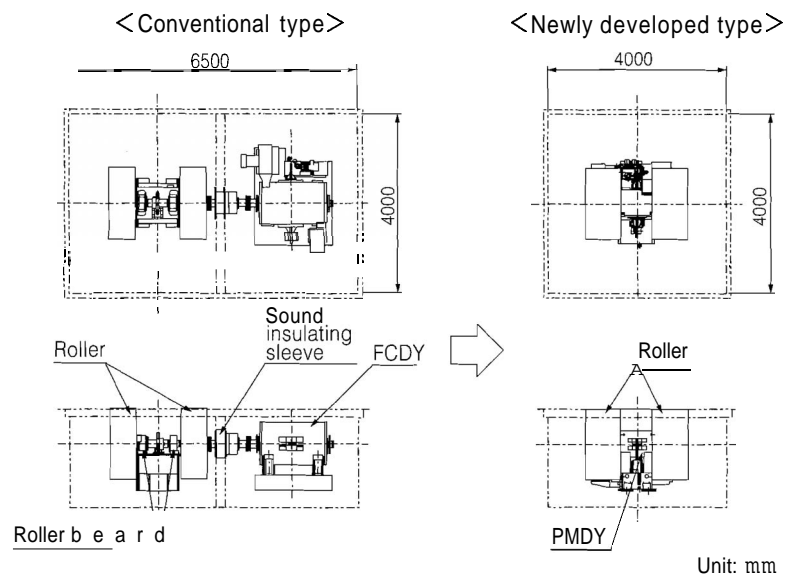 <Conventional type>
<Newly developed type>
6500
4000
4000
4000
Sound
insulating
sleeve
Roller
FCDY
Roller
Roller b e a r d
PMDY
Unit: mm